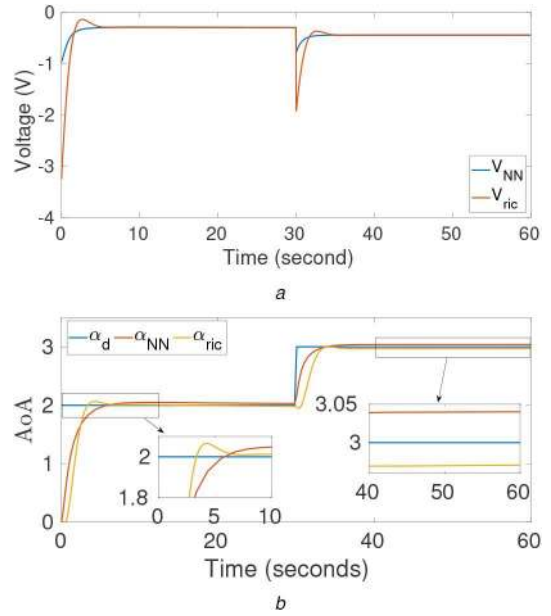 0
-1
-2
-3
-4
Voltage (V)
V_NN
V_ric
0 10 20 30 40 50 60
Time (second)
a
α_d α_NN α_ric
3
2
1
0
AoA
3.05
3
40 50 60
2
1.8
0 5 10
0 20 40 60
Time (seconds)
b